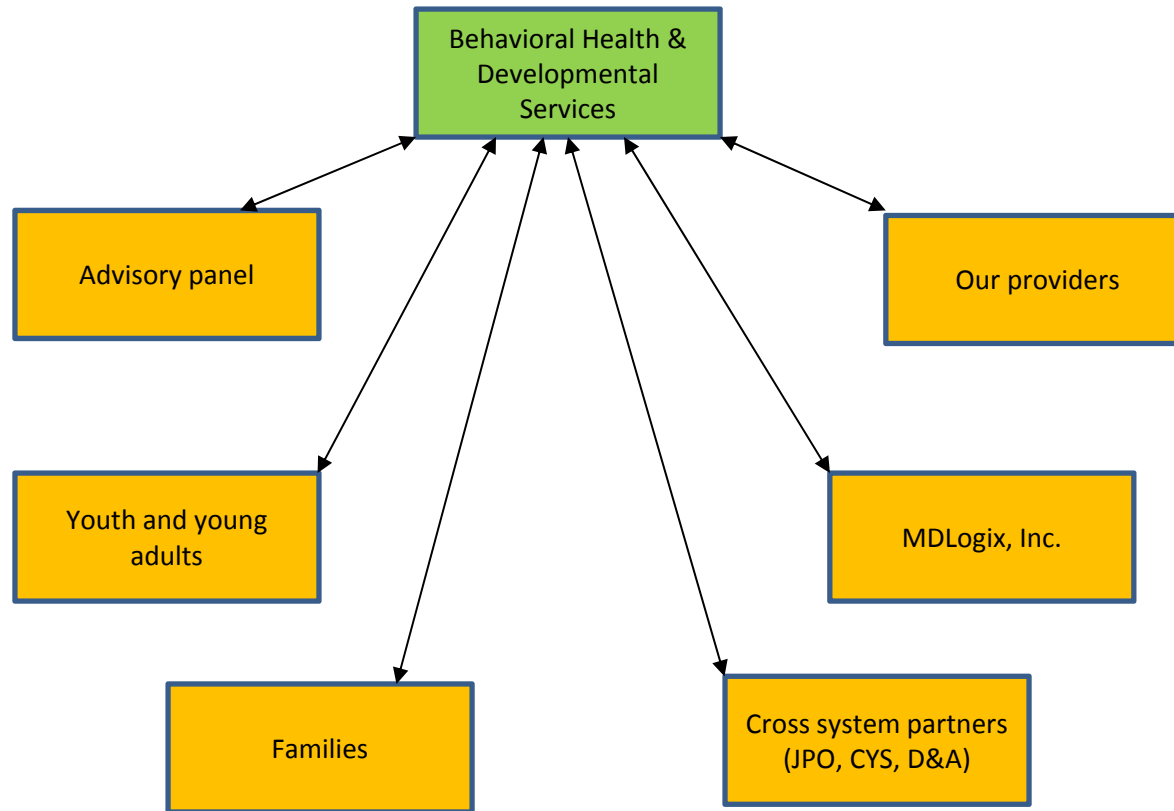 Behavioral Health &
Developmental
Services
Advisory panel
Our providers
Youth and young
adults
MDLogix, Inc.
Families
Cross system partners
(JPO, CYS, D&A)